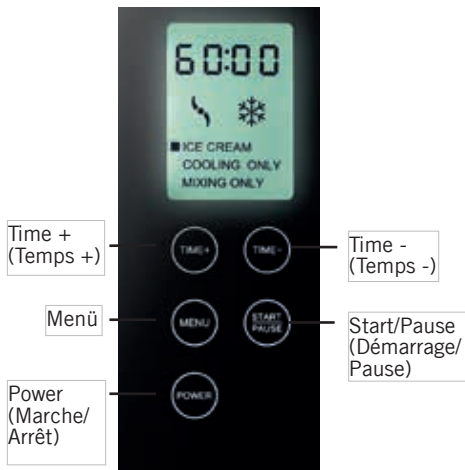 60:00
ICE CREAM
COOLING ONLY
MIXING ONLY
Time +
(Temps +)
TIME+
TIME-
Time -
(Temps -)
Menü
MENU
START
PAUSE
Start/Pause
(Démarrage/
Pause)
Power
(Marche/
Arrêt)
POWER